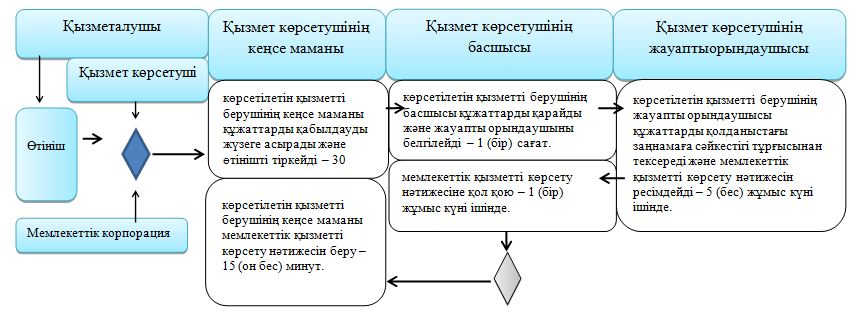 Қызметалушы
Қызмет көрсетуші
Өтініш
Мемлекеттік корпорация
Қызмет көрсетушінің
кеңсе маманы
көрсетілетін қызметті
берушінің кеңсе маманы
құжаттарды қабылдауды
жүзеге асырады және
өтінішті тіркейді – 30
көрсетілетін қызметті
берушінің кеңсе маманы
мемлекеттік қызметті
көрсету нәтижесін беру –
15 (он бес) минут.
Қызмет көрсетушінің
басшысы
көрсетілетін қызметті берушінің
басшысы құжаттарды қарайды
және жауапты орындаушыны
белгілейді – 1 (бір) сағат.
мемлекеттік қызметті көрсету
нәтижесіне қол қою – 1 (бір)
жұмыс күні ішінде.
Қызмет көрсетушінің
жауаптыорындаушысы
көрсетілетін қызметті берушінің
жауапты орындаушысы
құжаттарды қолданыстағы
заңнамаға сәйкестігі тұрғысынан
тексереді және мемлекеттік
қызметті көрсету нәтижесін
ресімдейді – 5 (бес) жұмыс күні
ішінде.